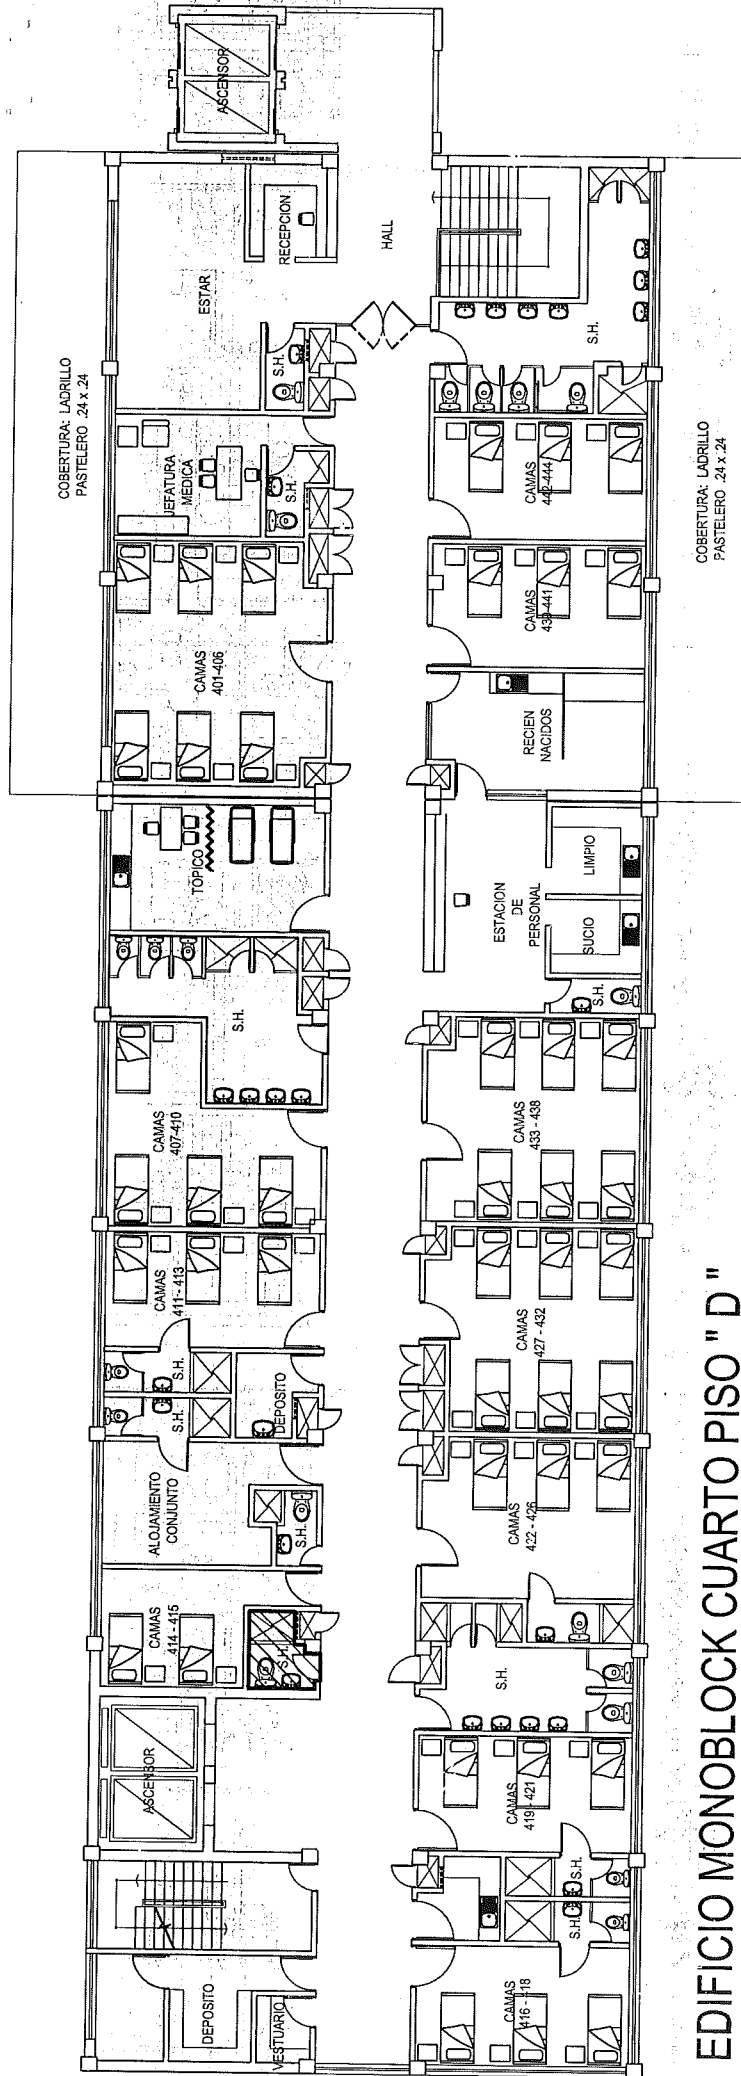 EDIFICIO MONOBLOCK CUARTO PISO " D "
COBERTURA: LADRILLO
PASTELERO .24 x .24
ASCENSOR
RECEPCION
HALL
ESTAR
S.H.
JEFATURA
MEDICA
S.H.
CAMAS
401-406
TOPICO
S.H.
CAMAS
407-410
CAMAS
411-413
S.H.
S.H.
DEPOSITO
ALOJAMIENTO
CONJUNTO
S.H.
CAMAS
414 - 415
S.H.
ASCENSOR
DEPOSITO
VESTUARIO
S.H.
CAMAS
442-444
CAMAS
439-441
RECIEN
NACIDOS
ESTACION
DE
PERSONAL
LIMPIO
SUCIO
S.H.
CAMAS
433 - 438
CAMAS
427 - 432
CAMAS
422 - 426
S.H.
CAMAS
419 - 421
S.H.
S.H.
CAMAS
416 - 418
COBERTURA: LADRILLO
PASTELERO .24 x .24